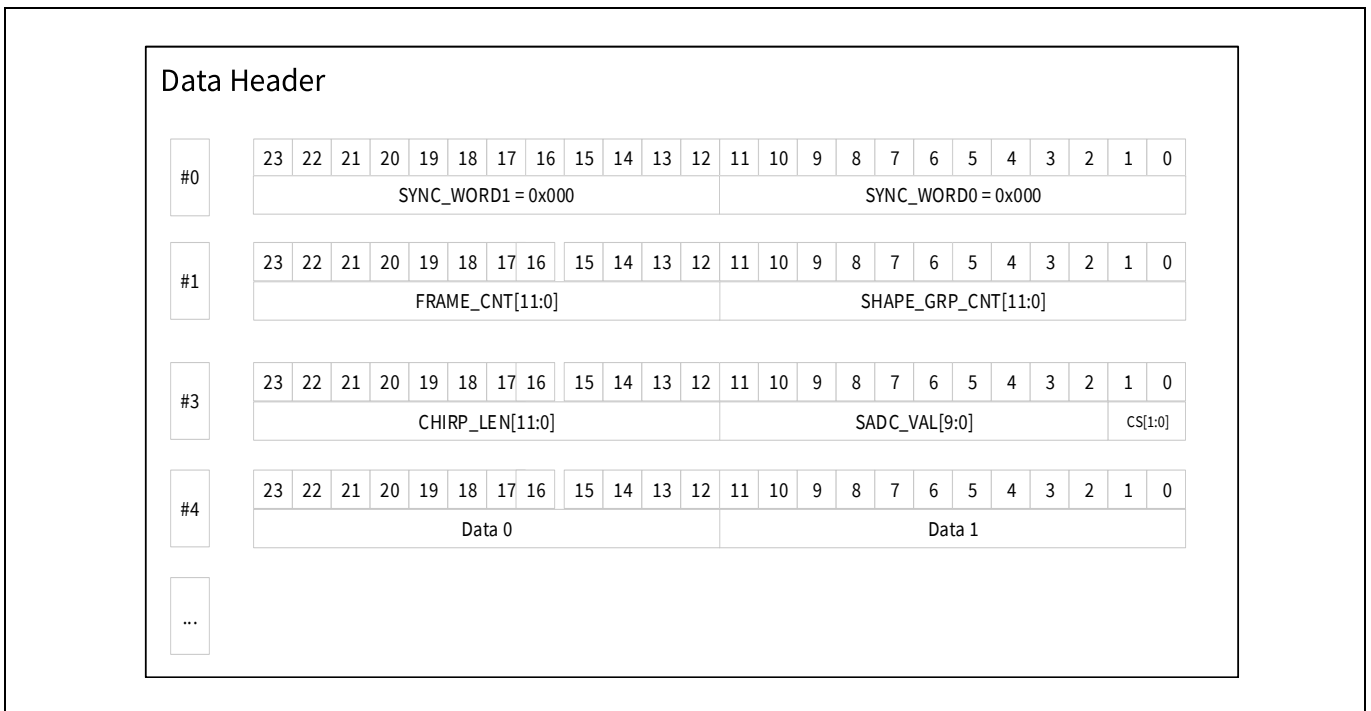 Data Header
#0
23 22 21 20 19 18 17 16 15 14 13 12 11 10 9 8 7 6 5 4 3 2 1 0
SYNC_WORD1 = 0x000 SYNC_WORD0 = 0x000
#1
23 22 21 20 19 18 17 16 15 14 13 12 11 10 9 8 7 6 5 4 3 2 1 0
FRAME_CNT[11:0] SHAPE_GRP_CNT[11:0]
#3
23 22 21 20 19 18 17 16 15 14 13 12 11 10 9 8 7 6 5 4 3 2 1 0
CHIRP_LEN[11:0] SADC_VAL[9:0] CS[1:0]
#4
23 22 21 20 19 18 17 16 15 14 13 12 11 10 9 8 7 6 5 4 3 2 1 0
Data 0 Data 1
...